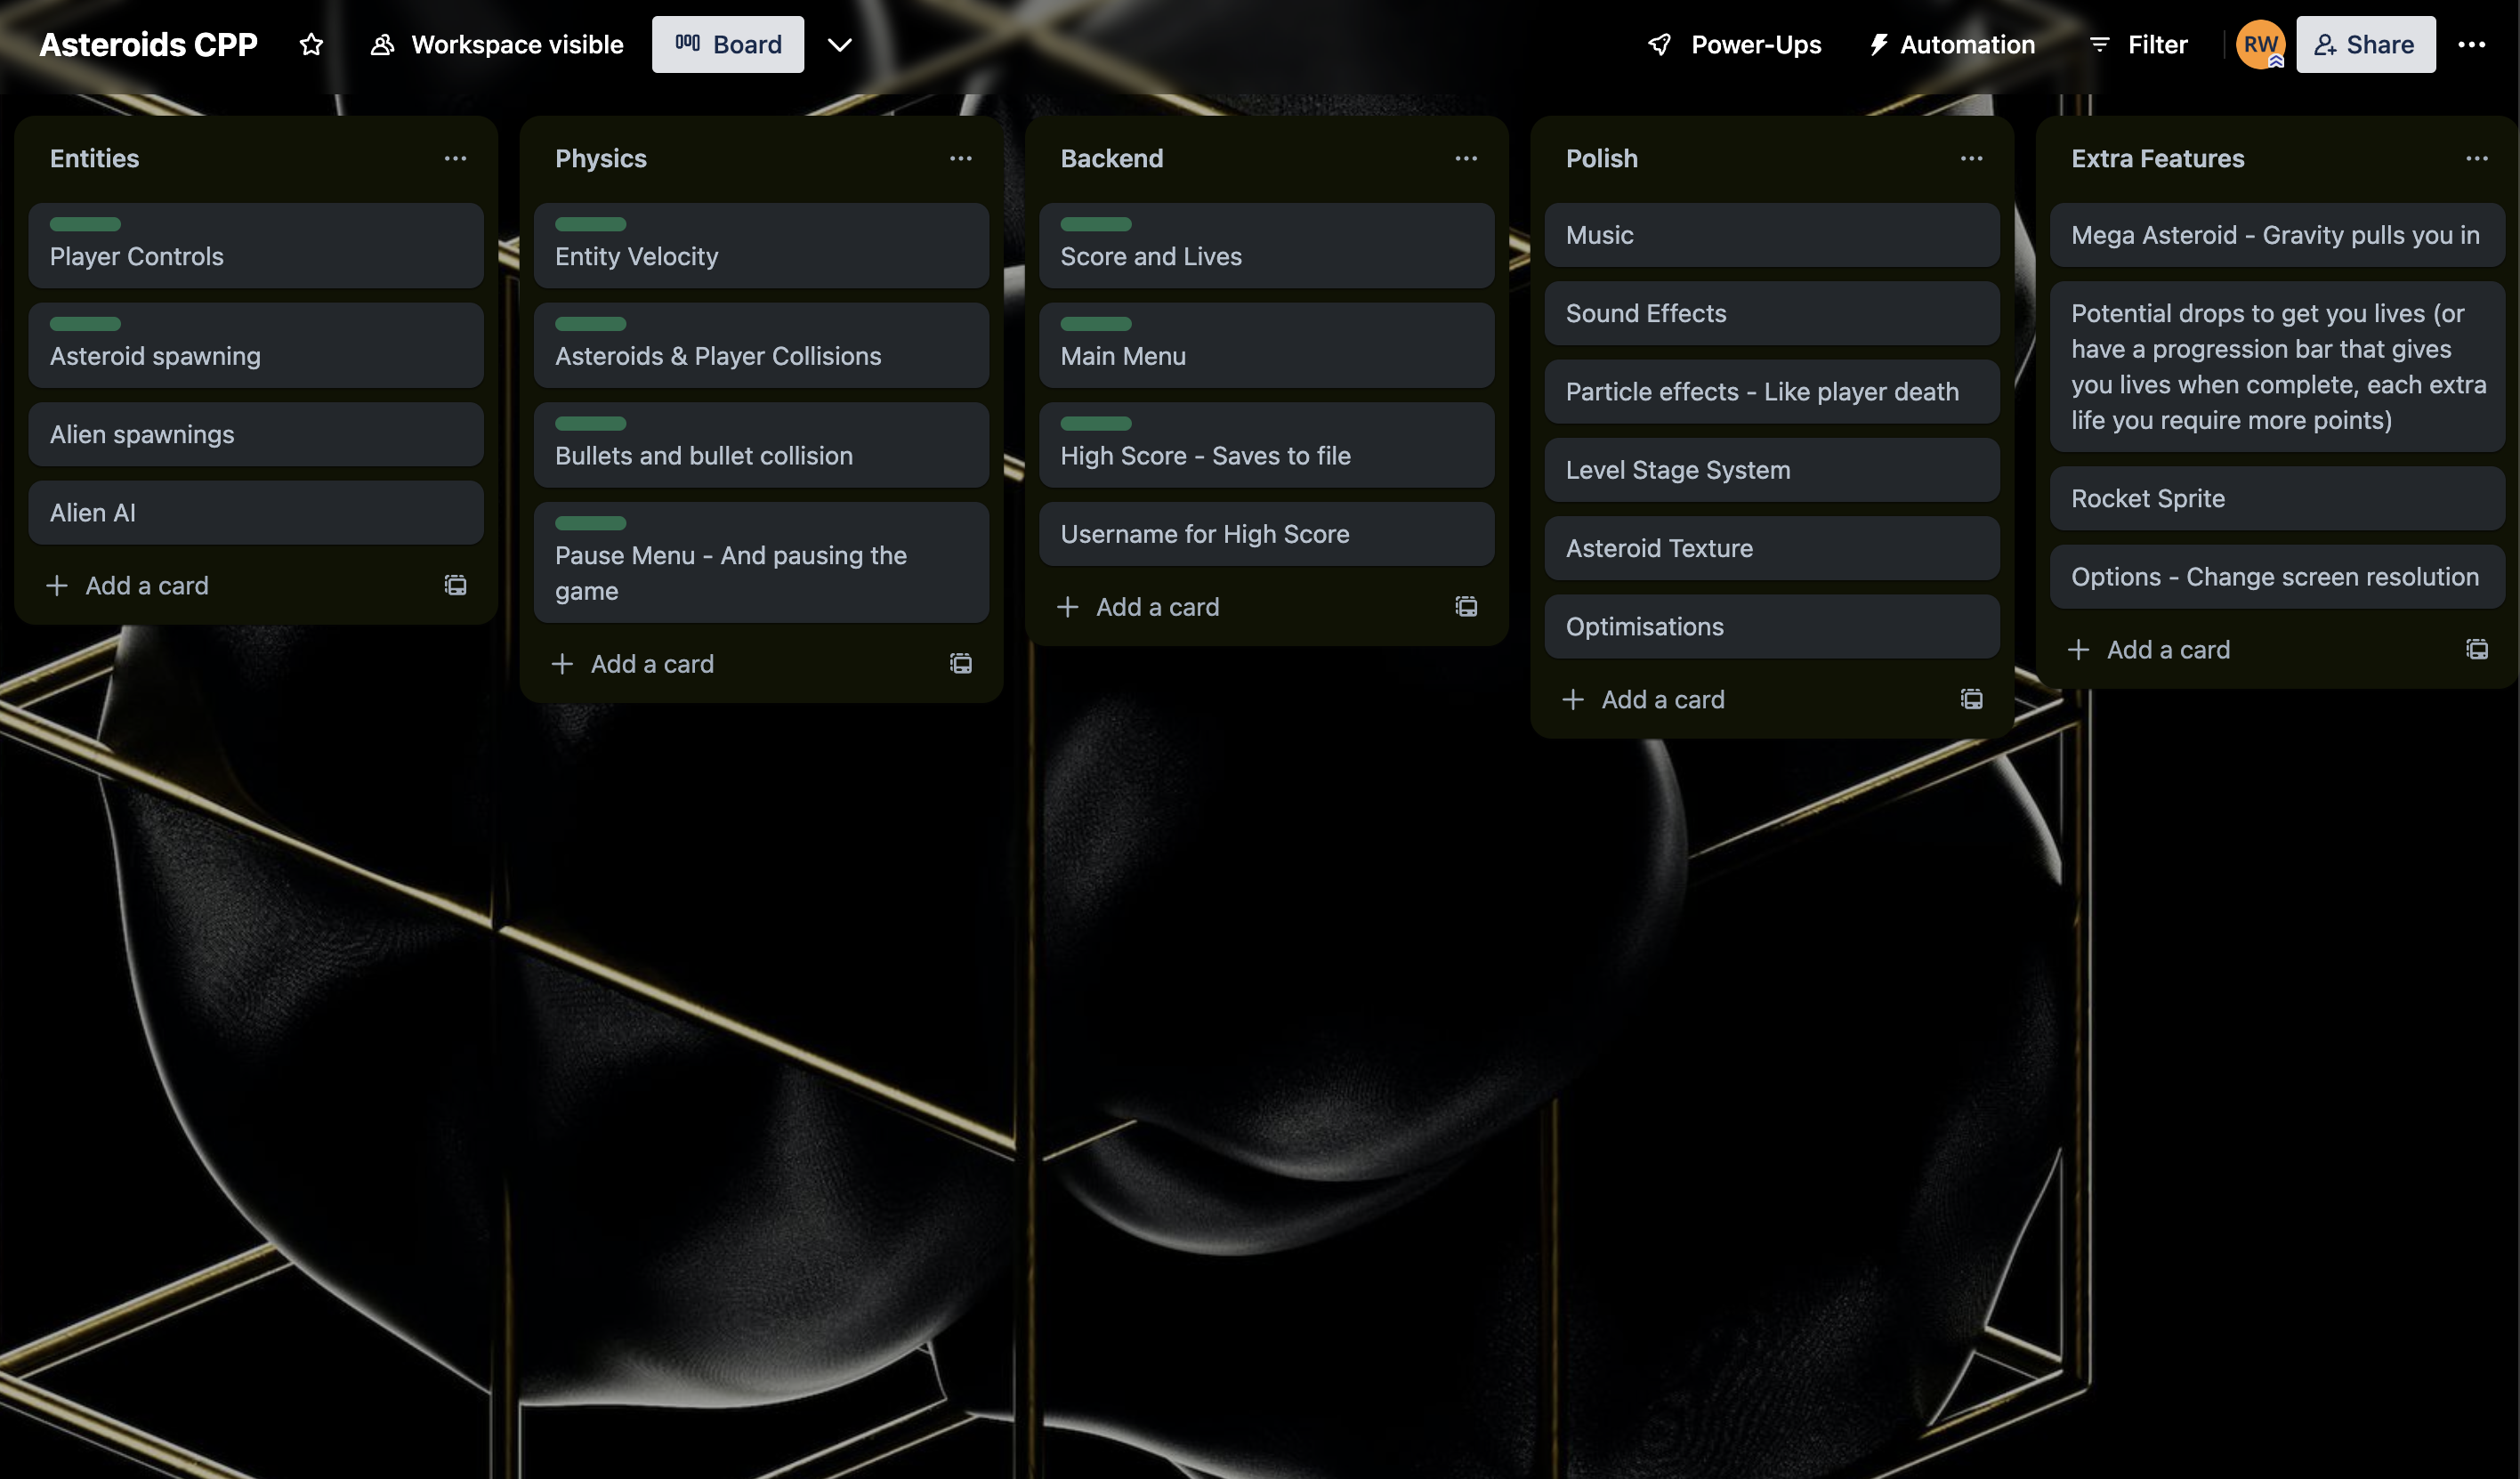 Asteroids CPP
Workspace visible
Board
Power-Ups
Automation
Filter
RW
Share
Entities
Player Controls
Asteroid spawning
Alien spawnings
Alien AI
Add a card
Physics
Entity Velocity
Asteroids & Player Collisions
Bullets and bullet collision
Pause Menu - And pausing the
game
Add a card
Backend
Score and Lives
Main Menu
High Score - Saves to file
Username for High Score
Add a card
Polish
Music
Sound Effects
Particle effects - Like player death
Level Stage System
Asteroid Texture
Optimisations
Add a card
Extra Features
Mega Asteroid - Gravity pulls you in
Potential drops to get you lives (or
have a progression bar that gives
you lives when complete, each extra
life you require more points)
Rocket Sprite
Options - Change screen resolution
Add a card